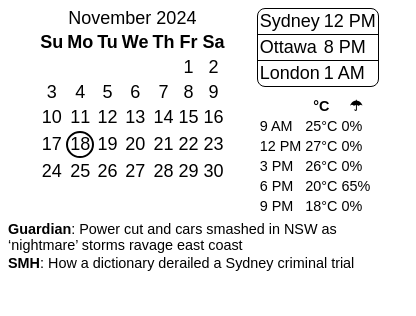 November 2024
Su Mo Tu We Th Fr Sa
1 2
3 4 5 6 7 8 9
10 11 12 13 14 15 16
17 18 19 20 21 22 23
24 25 26 27 28 29 30
Sydney 12 PM
Ottawa 8 PM
London 1 AM
°C ☂
9 AM 25°C 0%
12 PM 27°C 0%
3 PM 26°C 0%
6 PM 20°C 65%
9 PM 18°C 0%
Guardian: Power cut and cars smashed in NSW as
‘nightmare’ storms ravage east coast
SMH: How a dictionary derailed a Sydney criminal trial